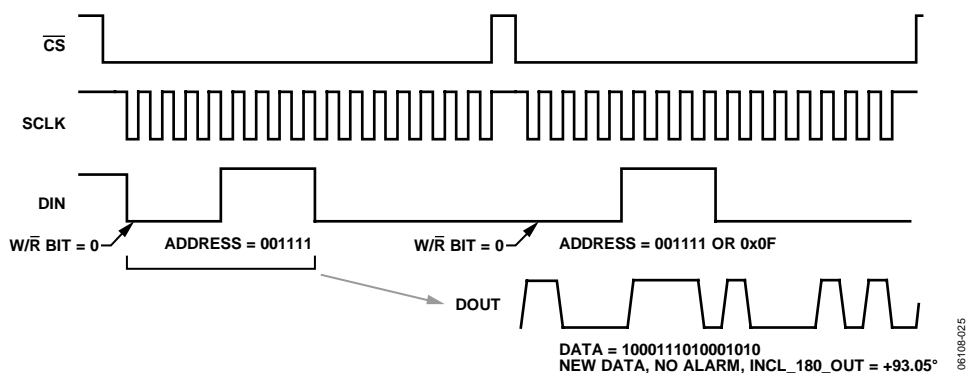 CS
SCLK
DIN
W/R BIT = 0 ADDRESS = 001111 W/R BIT = 0 ADDRESS = 001111 OR 0x0F
DOUT
DATA = 1000111010001010
NEW DATA, NO ALARM, INCL_180_OUT = +93.05°
06108-025